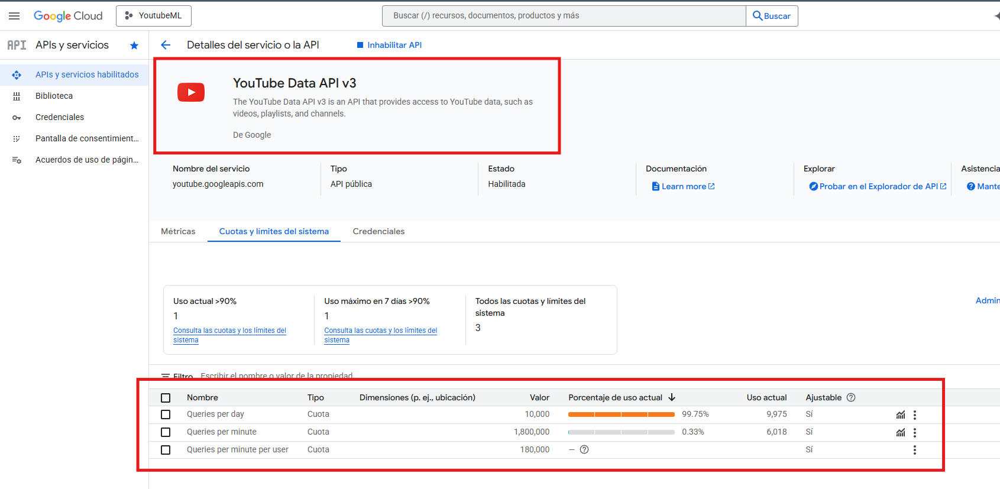 Google Cloud
YoutubeML
Buscar (/) recursos, documentos, productos y más
Buscar
API APIs y servicios
Detalles del servicio o la API
Inhabilitar API
APIs y servicios habilitados
Biblioteca
Credenciales
Pantalla de consentimient...
Acuerdos de uso de págin...
YouTube Data API v3
The YouTube Data API v3 is an API that provides access to YouTube data, such as
videos, playlists, and channels.
De Google
Nombre del servicio
youtube.googleapis.com
Tipo
API pública
Estado
Habilitada
Documentación
Learn more
Explorar
Probar en el Explorador de API
Asistencia
Mante
Métricas
Cuotas y límites del sistema
Credenciales
Uso actual >90%
1
Consulta las cuotas y los límites del
sistema
Uso máximo en 7 días >90%
1
Consulta las cuotas y los límites del
sistema
Todos las cuotas y límites del
sistema
3
Admin
Filtro Escribir el nombre o valor de la propiedad
Nombre Tipo Dimensiones (p. ej., ubicación) Valor Porcentaje de uso actual Uso actual Ajustable
Queries per day Cuota 10,000 99.75% 9,975 Sí
Queries per minute Cuota 1,800,000 0.33% 6,018 Sí
Queries per minute per user Cuota 180,000 — Sí